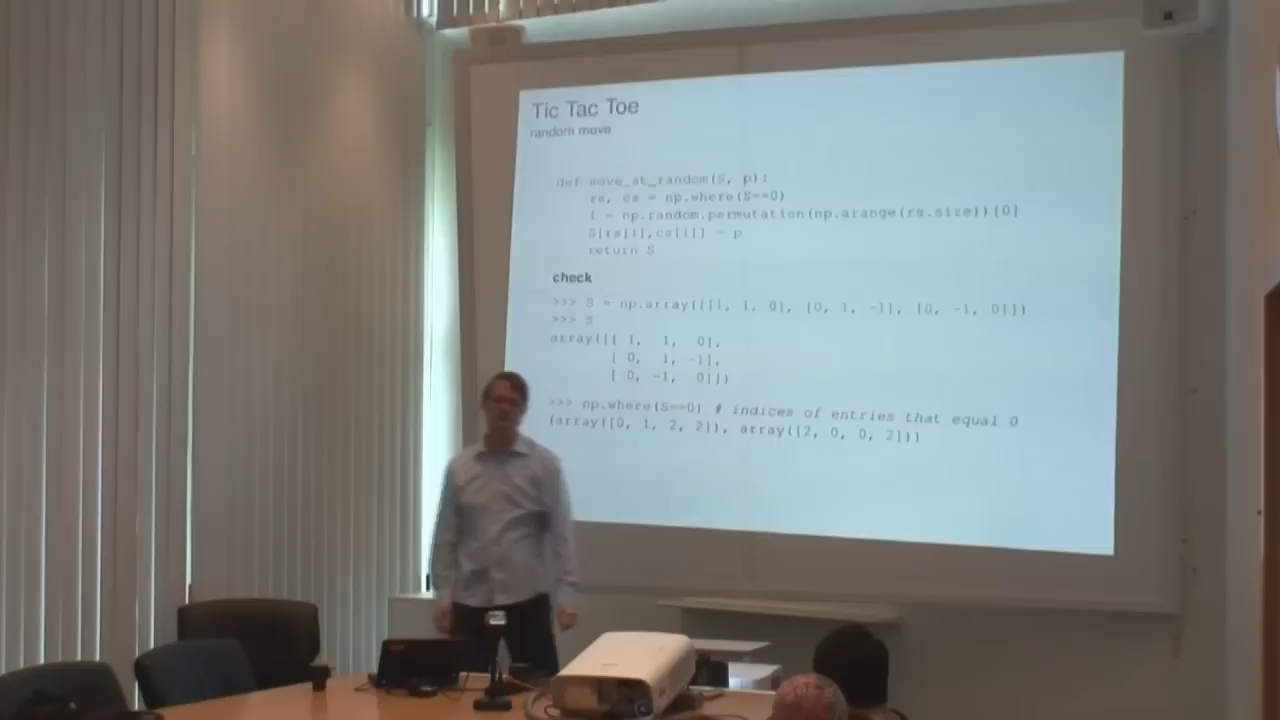 Tic Tac Toe
random move
def move_at_random(S, p):
rs, cs = np.where(S==0)
i = np.random.permutation(np.arange(rs.size))[0]
S[rs[i],cs[i]] = p
return S
check
>>> S = np.array([[1, 1, 0], [0, 1, -1], [0, -1, 0]])
>>> S
array([[ 1, 1, 0],
[ 0, 1, -1],
[ 0, -1, 0]])
>>> np.where(S==0) # indices of entries that equal 0
(array([0, 1, 2, 2]), array([2, 0, 0, 2]))